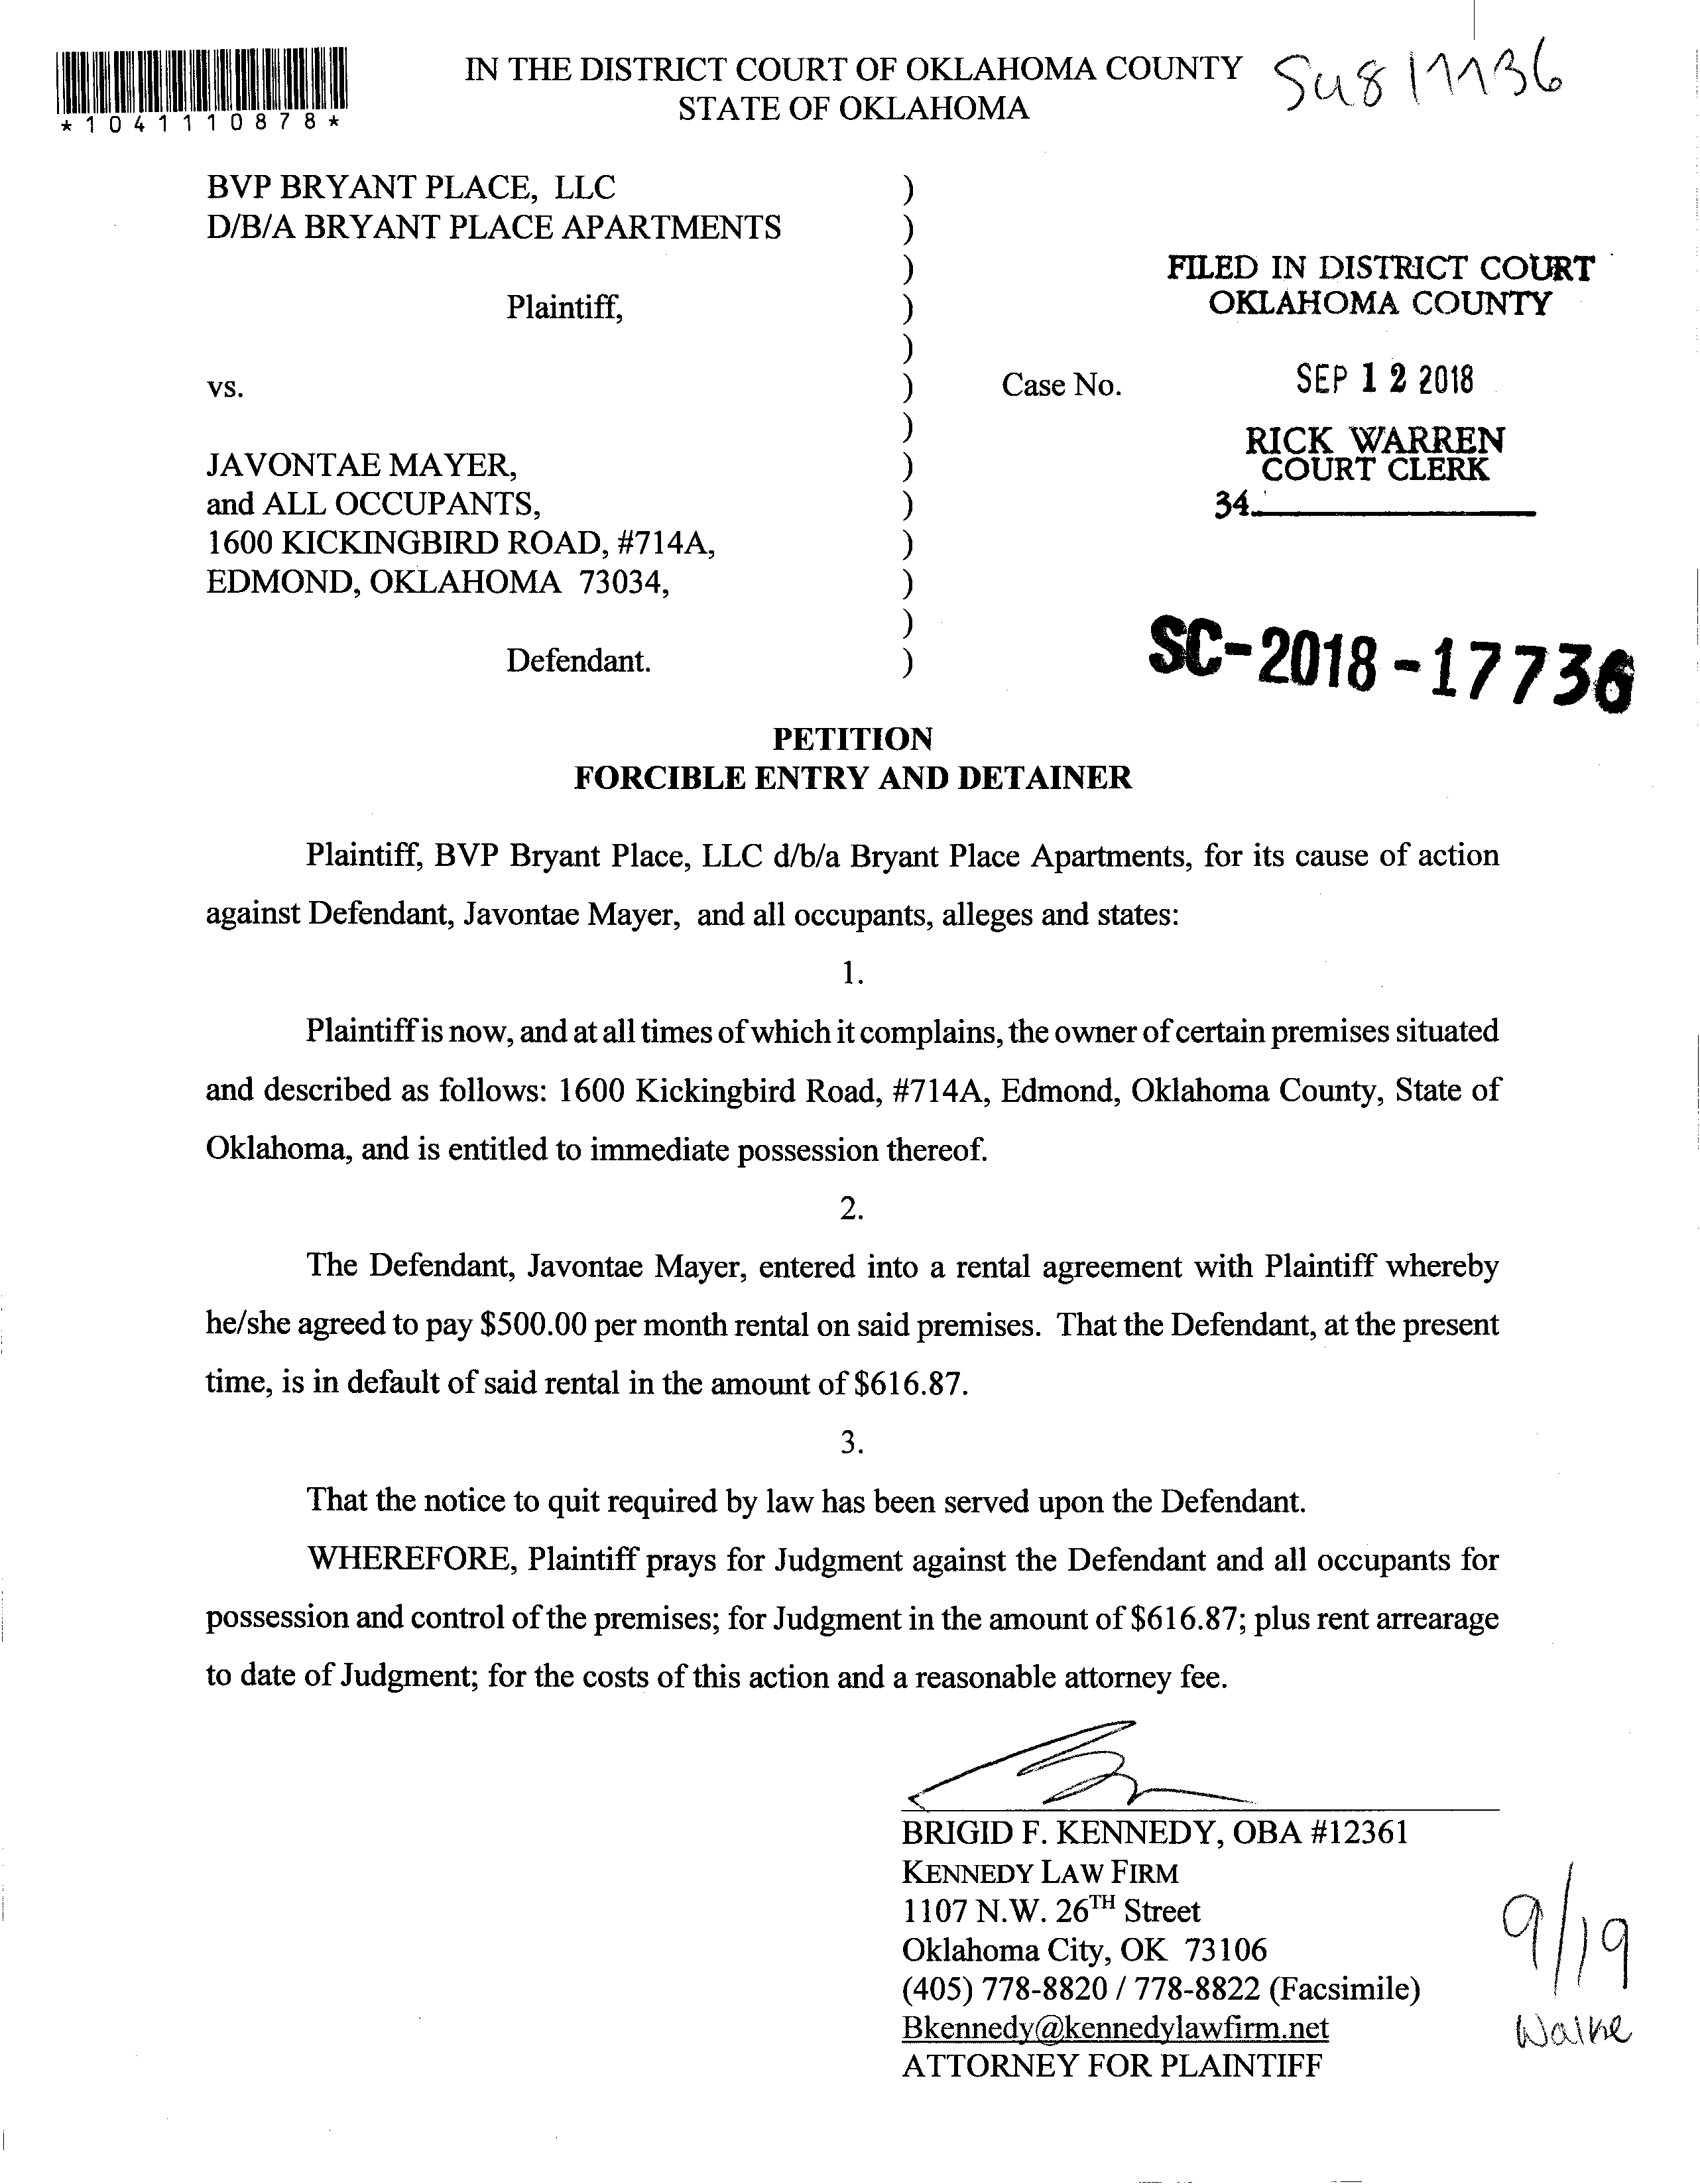 IN THE DISTRICT COURT OF OKLAHOMA COUNTY
STATE OF OKLAHOMA
*1041110878*
BVP BRYANT PLACE, LLC )
D/B/A BRYANT PLACE APARTMENTS )
)
Plaintiff, )
)
vs. )
)
JAVONTAE MAYER, )
and ALL OCCUPANTS, )
1600 KICKINGBIRD ROAD, #714A, )
EDMOND, OKLAHOMA 73034, )
)
Defendant. )
FILED IN DISTRICT COURT
OKLAHOMA COUNTY
Case No.
SEP 12 2018
RICK WARREN
COURT CLERK
34.
SC-2018-17736
PETITION
FORCIBLE ENTRY AND DETAINER
Plaintiff, BVP Bryant Place, LLC d/b/a Bryant Place Apartments, for its cause of action
against Defendant, Javontae Mayer, and all occupants, alleges and states:
1.
Plaintiff is now, and at all times of which it complains, the owner of certain premises situated
and described as follows: 1600 Kickingbird Road, #714A, Edmond, Oklahoma County, State of
Oklahoma, and is entitled to immediate possession thereof.
2.
The Defendant, Javontae Mayer, entered into a rental agreement with Plaintiff whereby
he/she agreed to pay $500.00 per month rental on said premises. That the Defendant, at the present
time, is in default of said rental in the amount of $616.87.
3.
That the notice to quit required by law has been served upon the Defendant.
WHEREFORE, Plaintiff prays for Judgment against the Defendant and all occupants for
possession and control of the premises; for Judgment in the amount of $616.87; plus rent arrearage
to date of Judgment; for the costs of this action and a reasonable attorney fee.
BRIGID F. KENNEDY, OBA #12361
KENNEDY LAW FIRM
1107 N.W. 26TH Street
Oklahoma City, OK 73106
(405) 778-8820 / 778-8822 (Facsimile)
Bkennedy@kennedylawfirm.net
ATTORNEY FOR PLAINTIFF
9/19
Walke